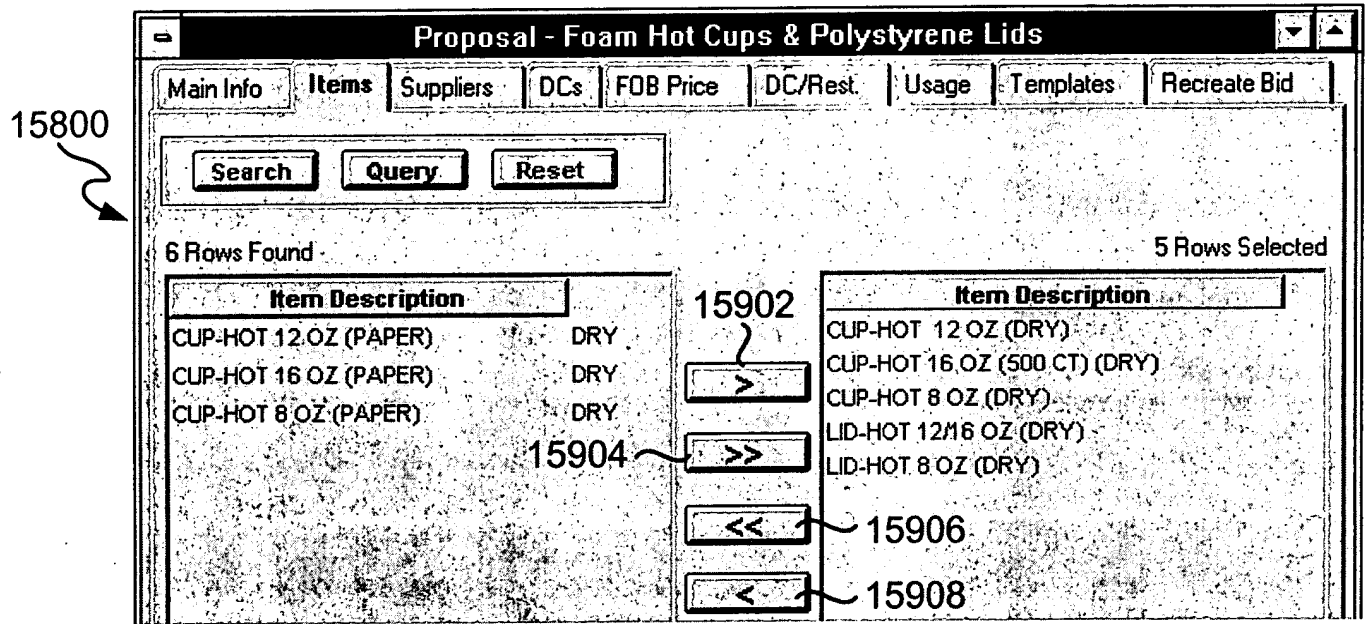 Proposal - Foam Hot Cups & Polystyrene Lids
Main Info Items Suppliers DCs FOB Price DC/Rest. Usage Templates Recreate Bid
15800
Search Query Reset
6 Rows Found 5 Rows Selected
Item Description Item Description
15902
CUP-HOT 12 OZ (PAPER) DRY CUP-HOT 12 OZ (DRY)
CUP-HOT 16 OZ (PAPER) DRY > CUP-HOT 16 OZ (500 CT) (DRY)
CUP-HOT 8 OZ (PAPER) DRY CUP-HOT 8 OZ (DRY)
LID-HOT 12/16 OZ (DRY)
15904 >> LID-HOT 8 OZ (DRY)
<< 15906
< 15908